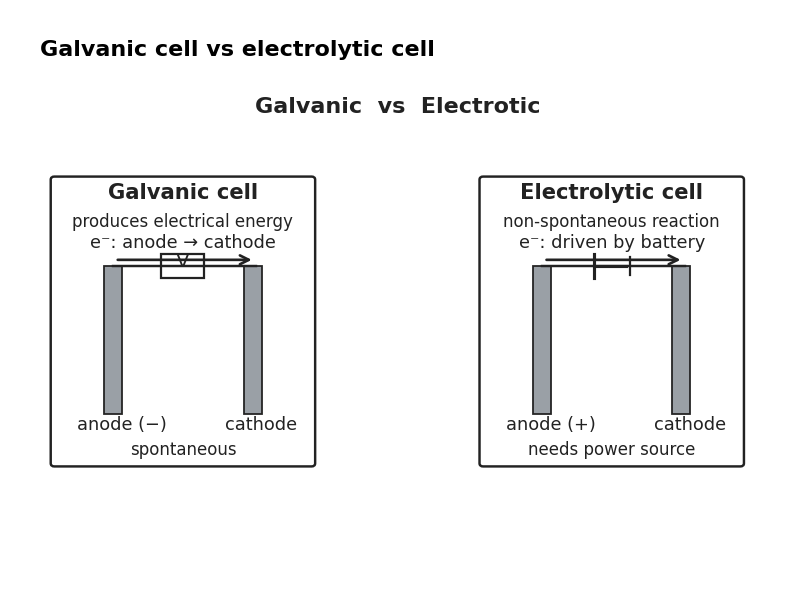 Galvanic cell vs electrolytic cell
Galvanic vs Electrotic
Galvanic cell
produces electrical energy
e⁻: anode → cathode
V
anode (−) cathode
spontaneous
Electrolytic cell
non-spontaneous reaction
e⁻: driven by battery
anode (+) cathode
needs power source